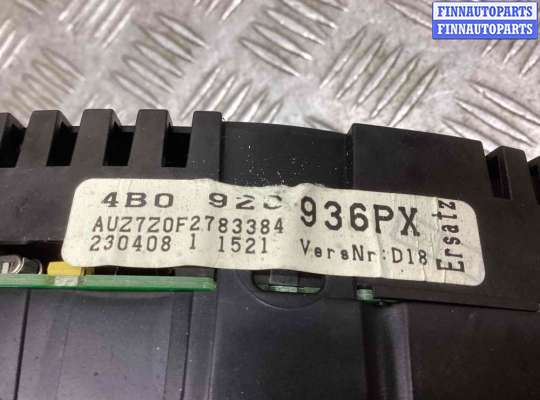 FINNAUTOPARTS
FINNAUTOPARTS
4B0 920 936PX
AUZ7Z0F2783384
230408 1 1521 VersNr:D18
Ersatz